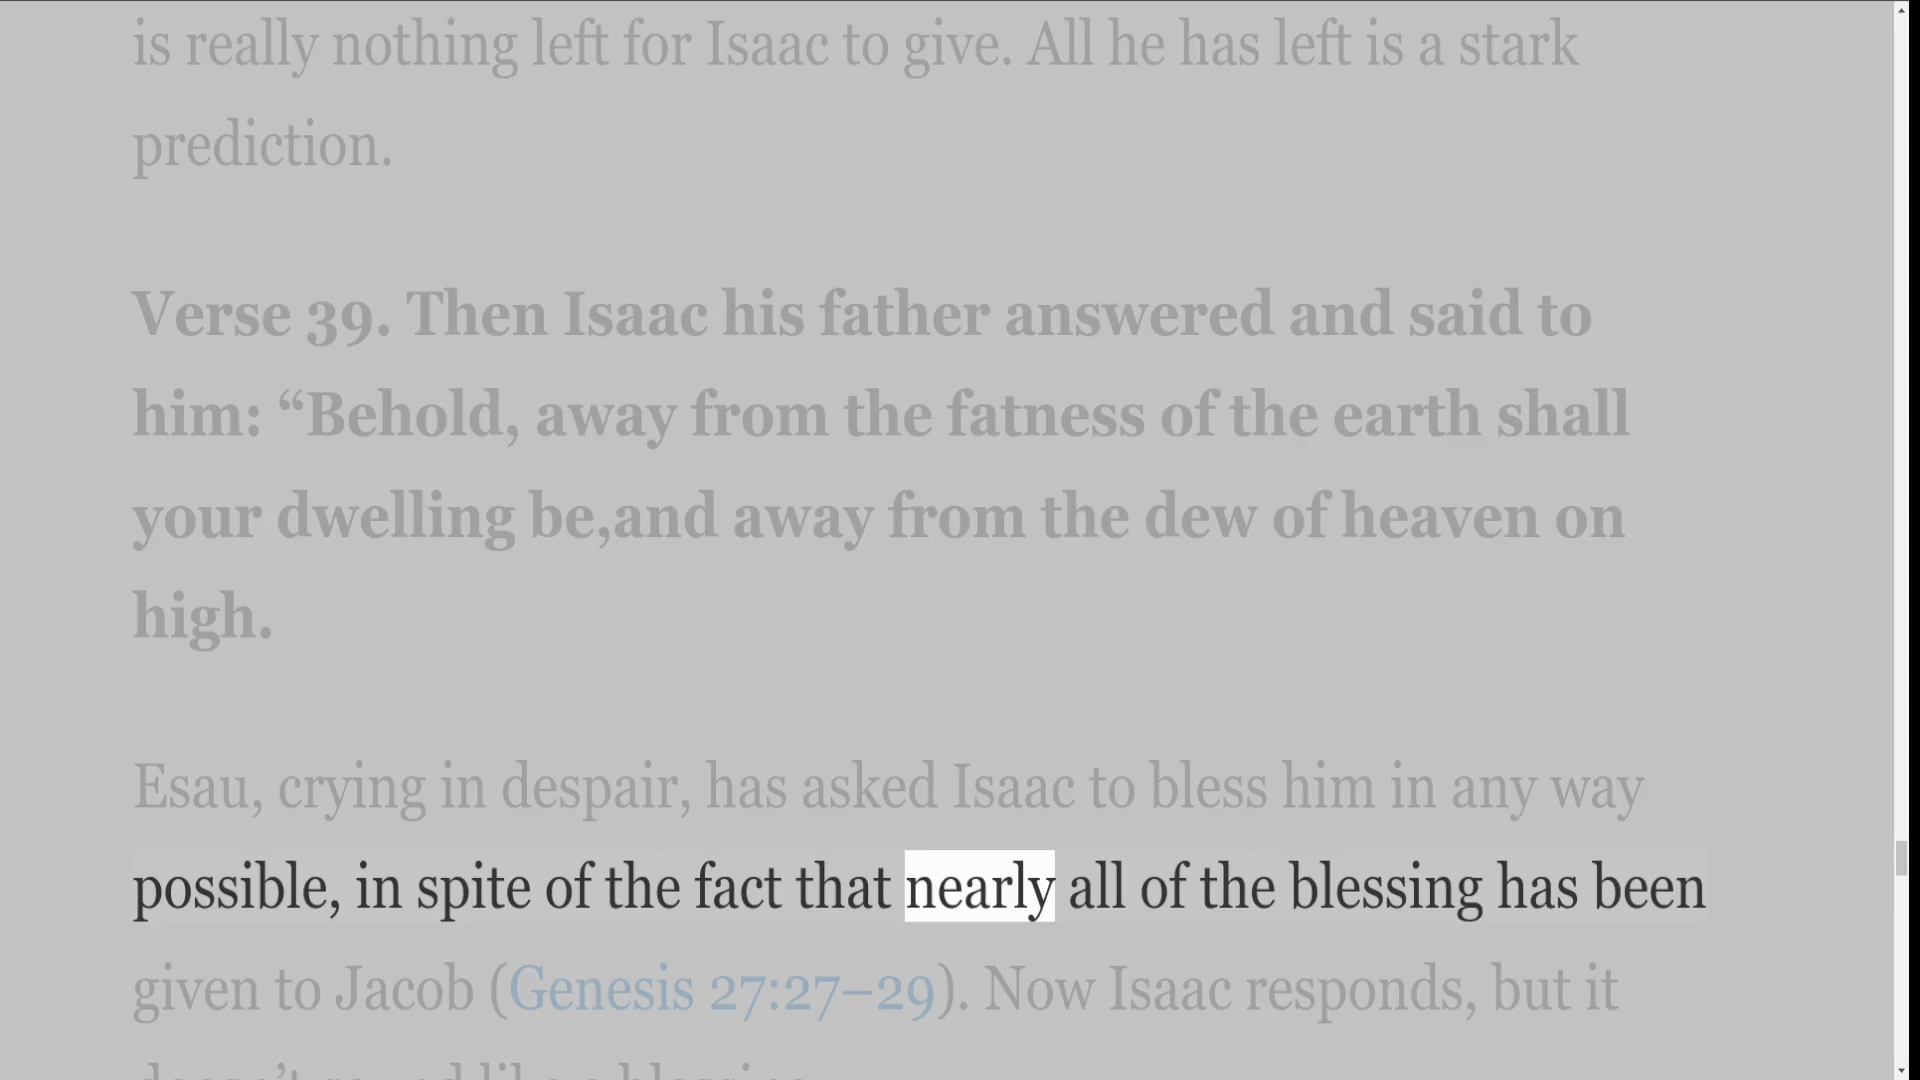 is really nothing left for Isaac to give. All he has left is a stark
prediction.
Verse 39. Then Isaac his father answered and said to
him: “Behold, away from the fatness of the earth shall
your dwelling be,and away from the dew of heaven on
high.
Esau, crying in despair, has asked Isaac to bless him in any way
possible, in spite of the fact that nearly all of the blessing has been
given to Jacob (Genesis 27:27–29). Now Isaac responds, but it
doesn’t sound like a blessing